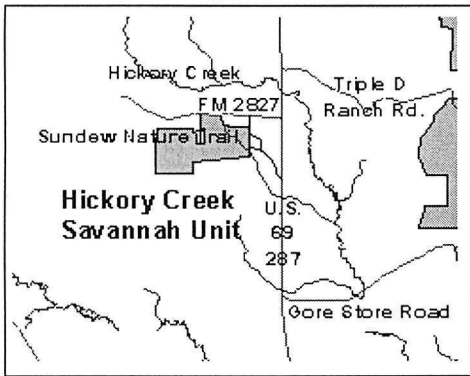 Hickory Creek
Triple D
Ranch Rd.
FM 2827
Sundew Nature Trail
Hickory Creek
Savannah Unit
U.S.
69
287
Gore Store Road